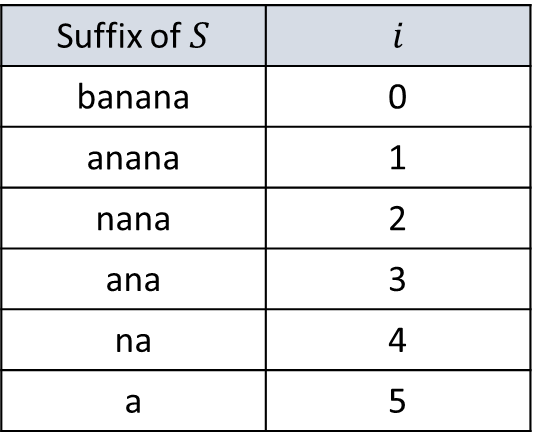 Suffix of S i
banana 0
anana 1
nana 2
ana 3
na 4
a 5